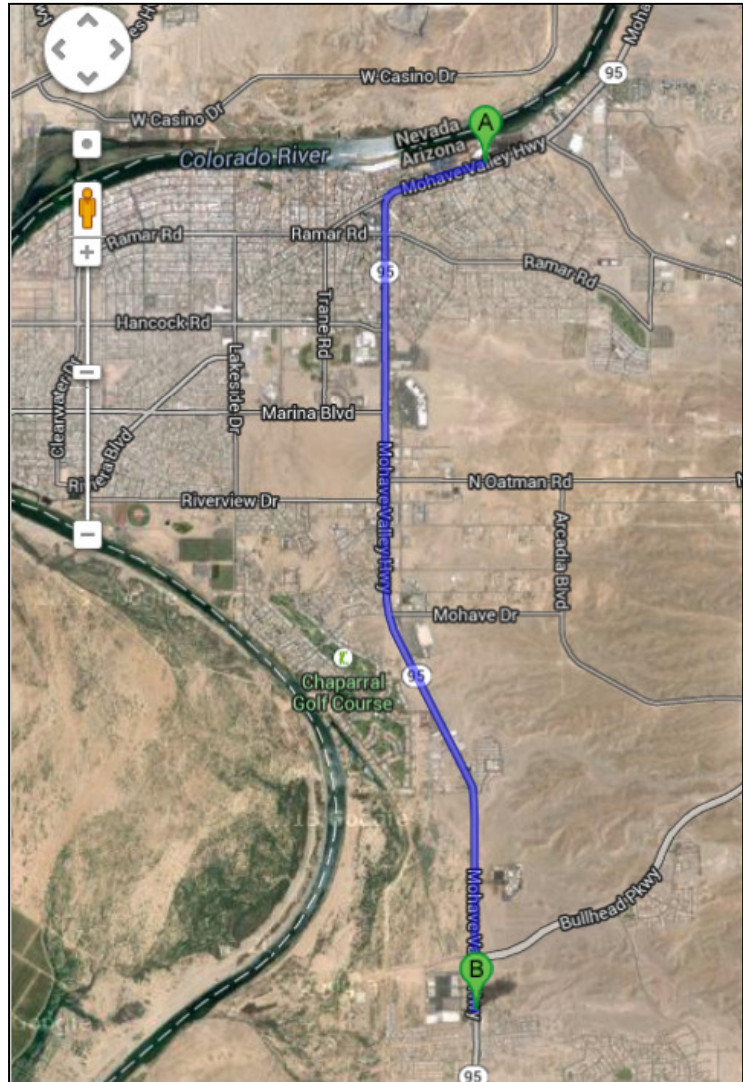 95
W Casino Dr
W Casino Dr
A
Nevada
Arizona
Colorado River
Mohave Valley Hwy
Ramar Rd
Ramar Rd
Ramar Rd
95
Hancock Rd
Trane Rd
Lakeside Dr
Clearwater Dr
Marina Blvd
Riviera Blvd
Mohave Valley Hwy
N Oatman Rd
Riverview Dr
Arcadia Blvd
Mohave Dr
95
Chaparral
Golf Course
Bullhead Pkwy
B
95